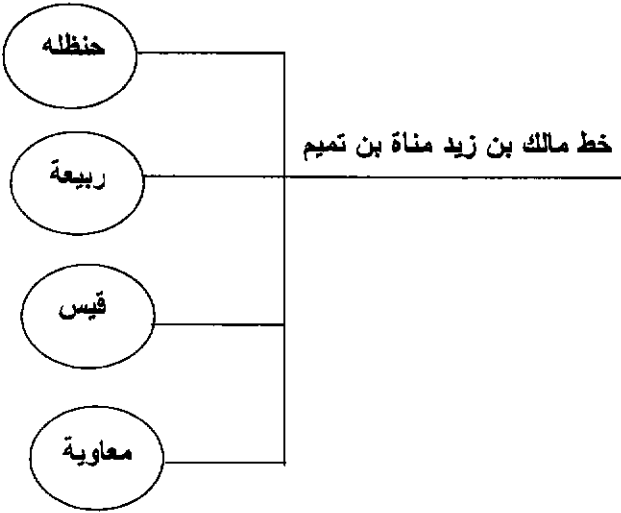 حنظله
خط مالك بن زيد مناة بن تميم
ربيعة
قيس
معاوية